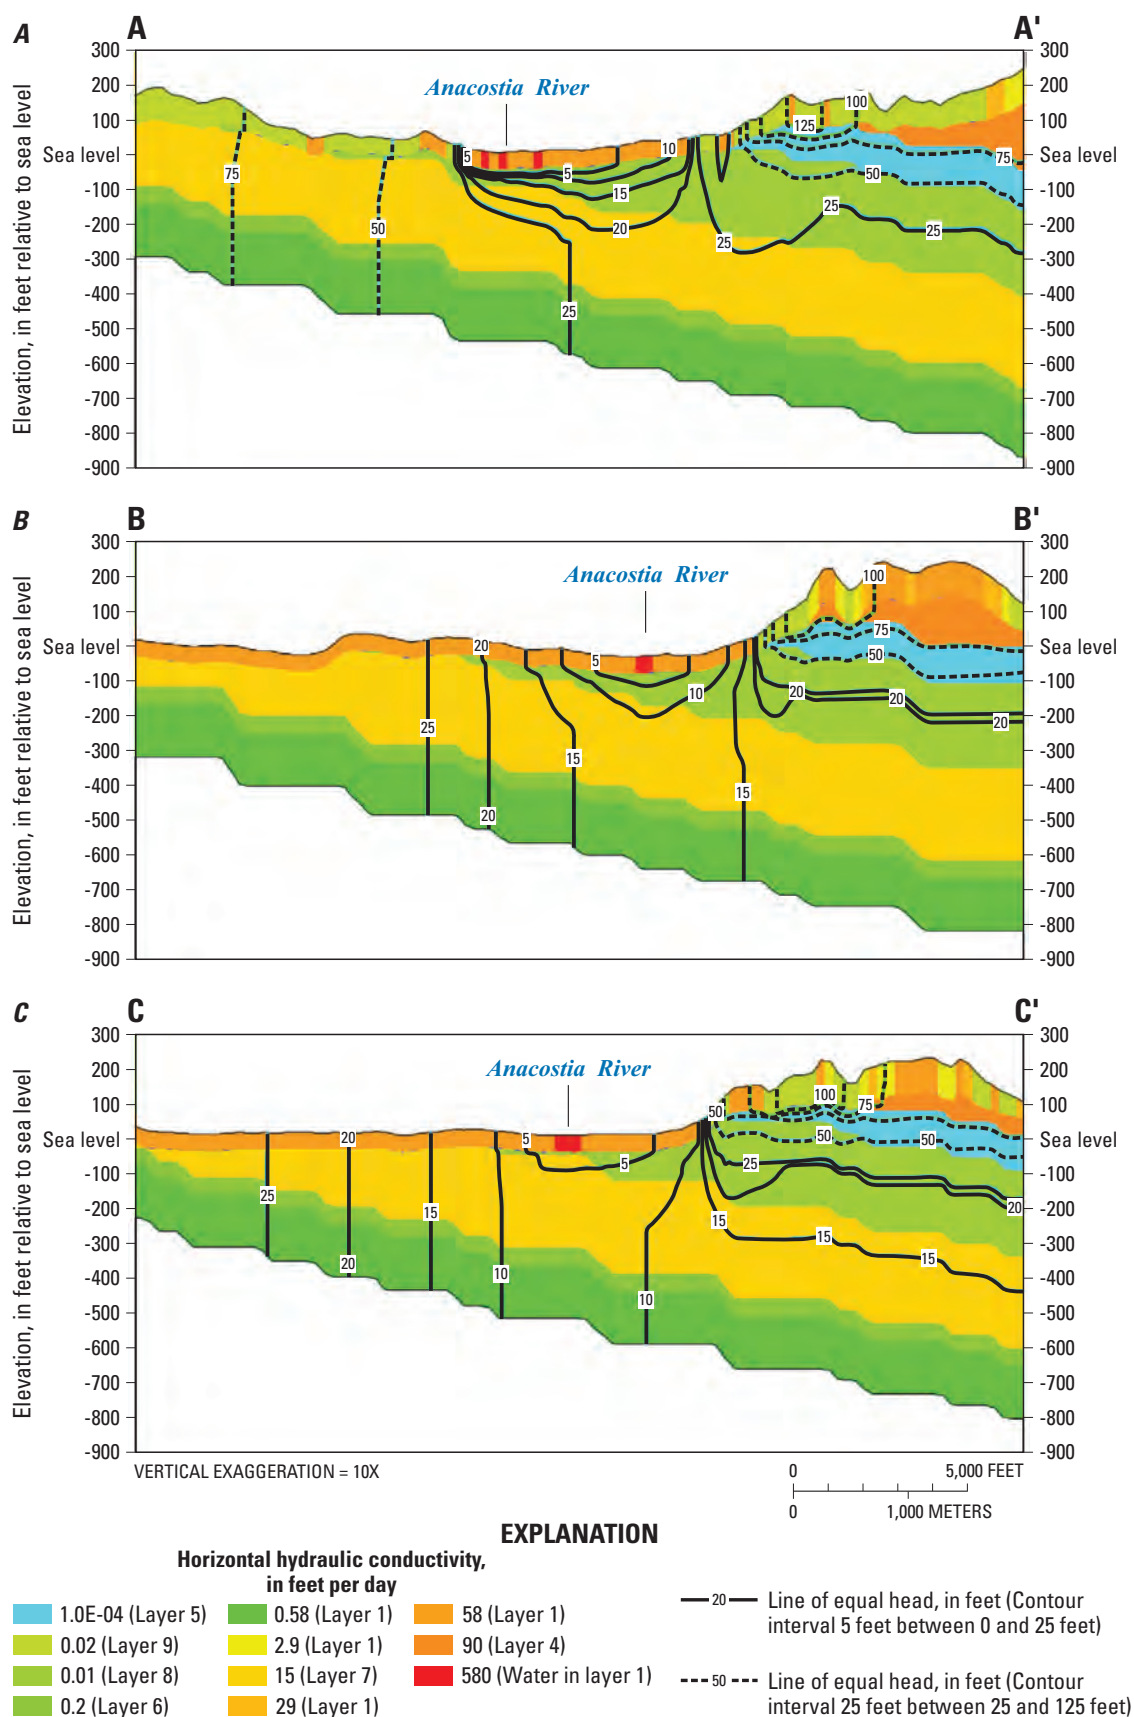 A
A A'
300 300
200 200
100 100
Sea level Sea level
-100 -100
-200 -200
-300 -300
-400 -400
-500 -500
-600 -600
-700 -700
-800 -800
-900 -900
Elevation, in feet relative to sea level
Anacostia River
75 50 5 5 10 15 20 25 25 25 25 125 100 50 75
B
B B'
300 300
200 200
100 100
Sea level Sea level
-100 -100
-200 -200
-300 -300
-400 -400
-500 -500
-600 -600
-700 -700
-800 -800
-900 -900
Elevation, in feet relative to sea level
Anacostia River
25 20 20 15 5 10 15 20 20 20 100 75 50
C
C C'
300 300
200 200
100 100
Sea level Sea level
-100 -100
-200 -200
-300 -300
-400 -400
-500 -500
-600 -600
-700 -700
-800 -800
-900 -900
Elevation, in feet relative to sea level
Anacostia River
25 20 20 15 10 5 5 10 50 25 15 15 15 100 75 50 50 20
VERTICAL EXAGGERATION = 10X
0 5,000 FEET
0 1,000 METERS
EXPLANATION
Horizontal hydraulic conductivity,
in feet per day
1.0E-04 (Layer 5)
0.02 (Layer 9)
0.01 (Layer 8)
0.2 (Layer 6)
0.58 (Layer 1)
2.9 (Layer 1)
15 (Layer 7)
29 (Layer 1)
58 (Layer 1)
90 (Layer 4)
580 (Water in layer 1)
20 Line of equal head, in feet (Contour
interval 5 feet between 0 and 25 feet)
50 Line of equal head, in feet (Contour
interval 25 feet between 25 and 125 feet)